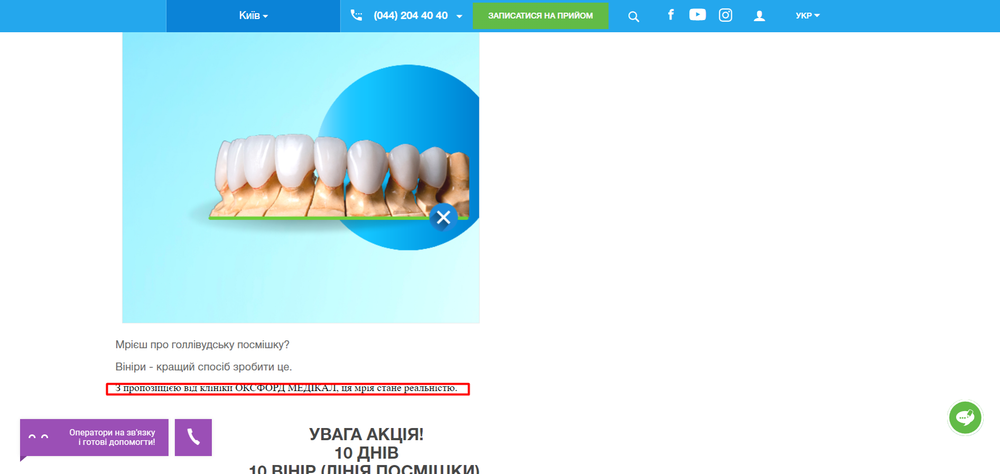 Київ
(044) 204 40 40
ЗАПИСАТИСЯ НА ПРИЙОМ
УКР
Мрієш про голлівудську посмішку?
Вініри - кращий спосіб зробити це.
З пропозицією від клініки ОКСФОРД МЕДІКАЛ, ця мрія стане реальністю.
Оператори на зв'язку
і готові допомогти!
УВАГА АКЦІЯ!
10 ДНІВ
10 ВІНІР (ЛІНІЯ ПОСМІШКИ)